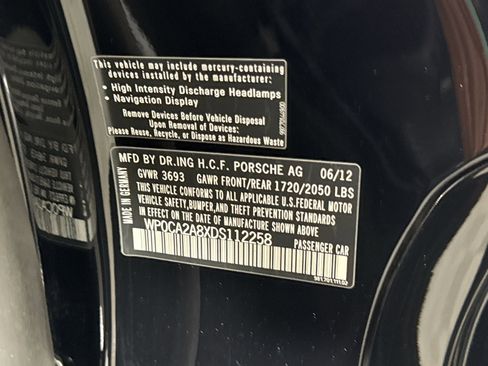 This vehicle may include mercury-containing
devices installed by the manufacturer:
• High Intensity Discharge Headlamps
• Navigation Display
Remove Devices Before Vehicle Disposal
Upon Removal of Devices:
Please Reuse, Recycle, or Dispose as Hazardous Waste
MFD BY DR.ING H.C.F. PORSCHE AG 06/12
GVWR 3693 GAWR FRONT/REAR 1720/2050 LBS
THIS VEHICLE CONFORMS TO ALL APPLICABLE U.S.FEDERAL MOTOR
VEHICLE SAFETY,BUMPER,AND THEFT PREVENTION STANDARDS IN
EFFECT ON THE DATE OF MANUFACTURE SHOWN ABOVE.
WP0CA2A8XDS112258
PASSENGER CAR
GERMANY
981.701.111.02